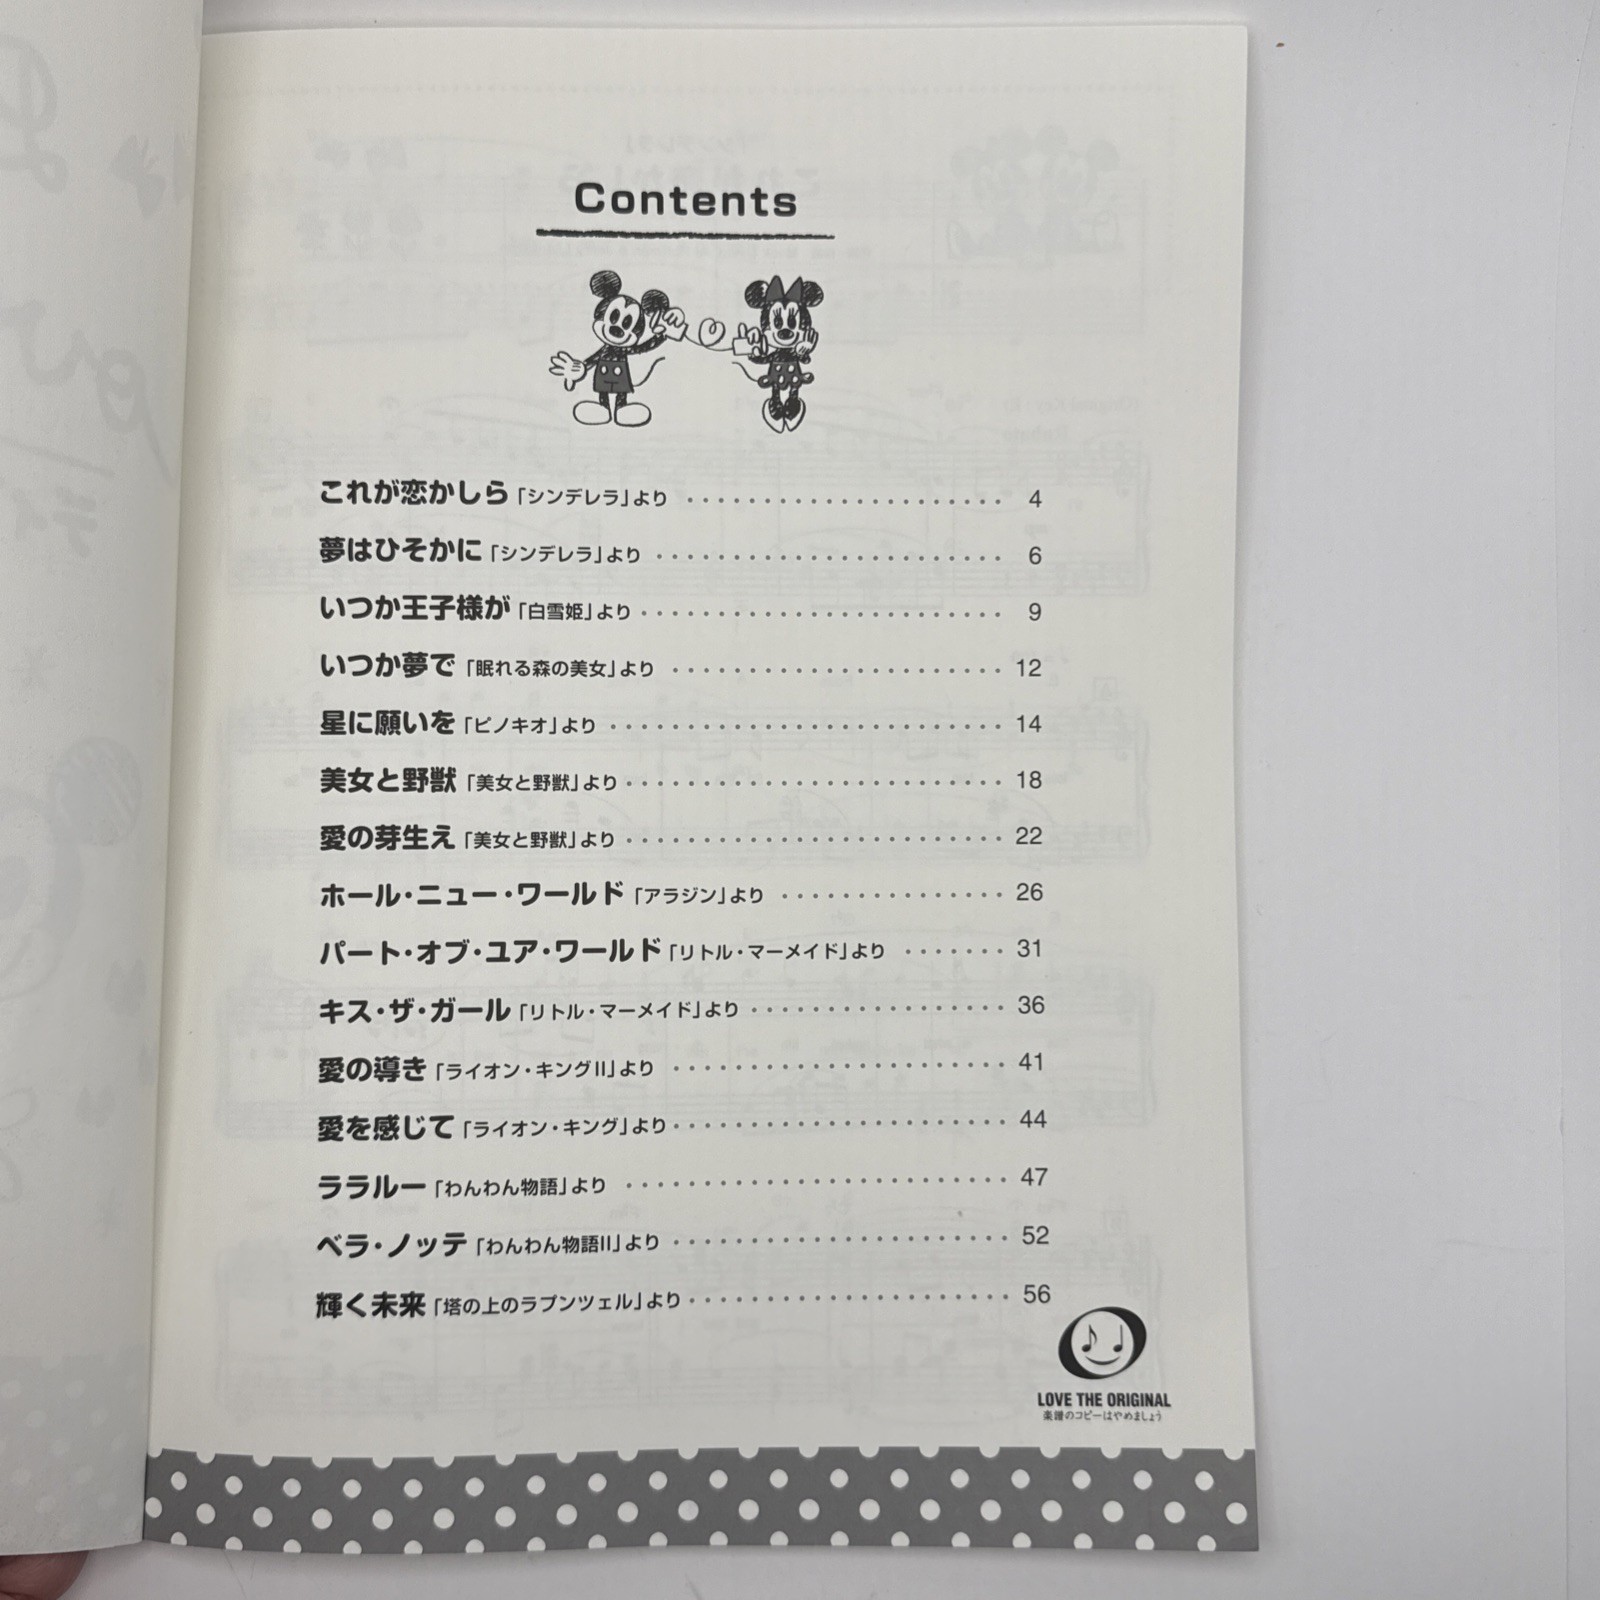 Contents
これが恋かしら「シンデレラ」より ······················ 4
夢はひそかに「シンデレラ」より ························ 6
いつか王子様が「白雪姫」より ························· 9
いつか夢で「眠れる森の美女」より ······················ 12
星に願いを「ピノキオ」より ·························· 14
美女と野獣「美女と野獣」より ························· 18
愛の芽生え「美女と野獣」より ························· 22
ホール・ニュー・ワールド「アラジン」より ··············· 26
パート・オブ・ユア・ワールド「リトル・マーメイド」より ······· 31
キス・ザ・ガール「リトル・マーメイド」より ················· 36
愛の導き「ライオン・キングII」より ······················ 41
愛を感じて「ライオン・キング」より ······················ 44
ララルー「わんわん物語」より ························· 47
ベラ・ノッテ「わんわん物語II」より ······················ 52
輝く未来「塔の上のラプンツェル」より ····················· 56
LOVE THE ORIGINAL
楽譜のコピーはやめましょう